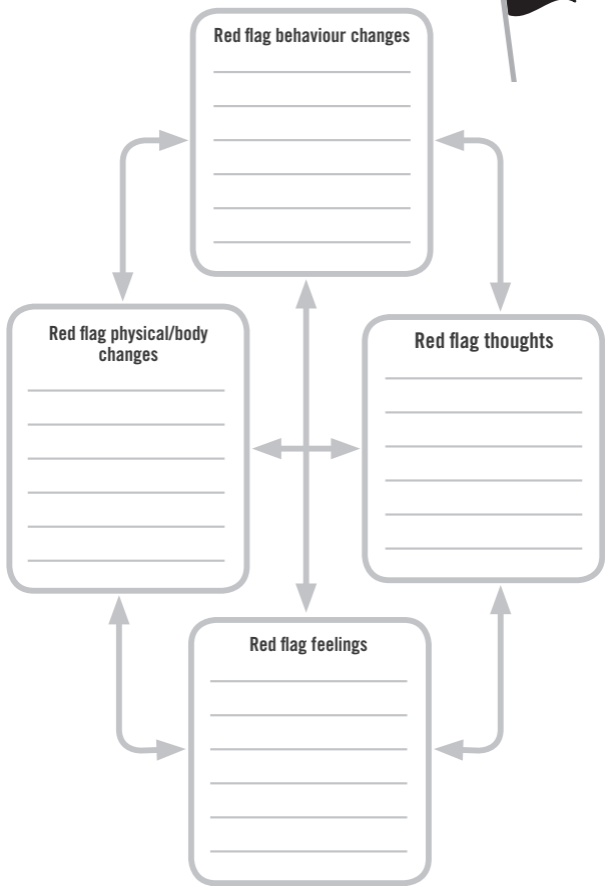 Red flag behaviour changes
Red flag physical/body
changes
Red flag thoughts
Red flag feelings